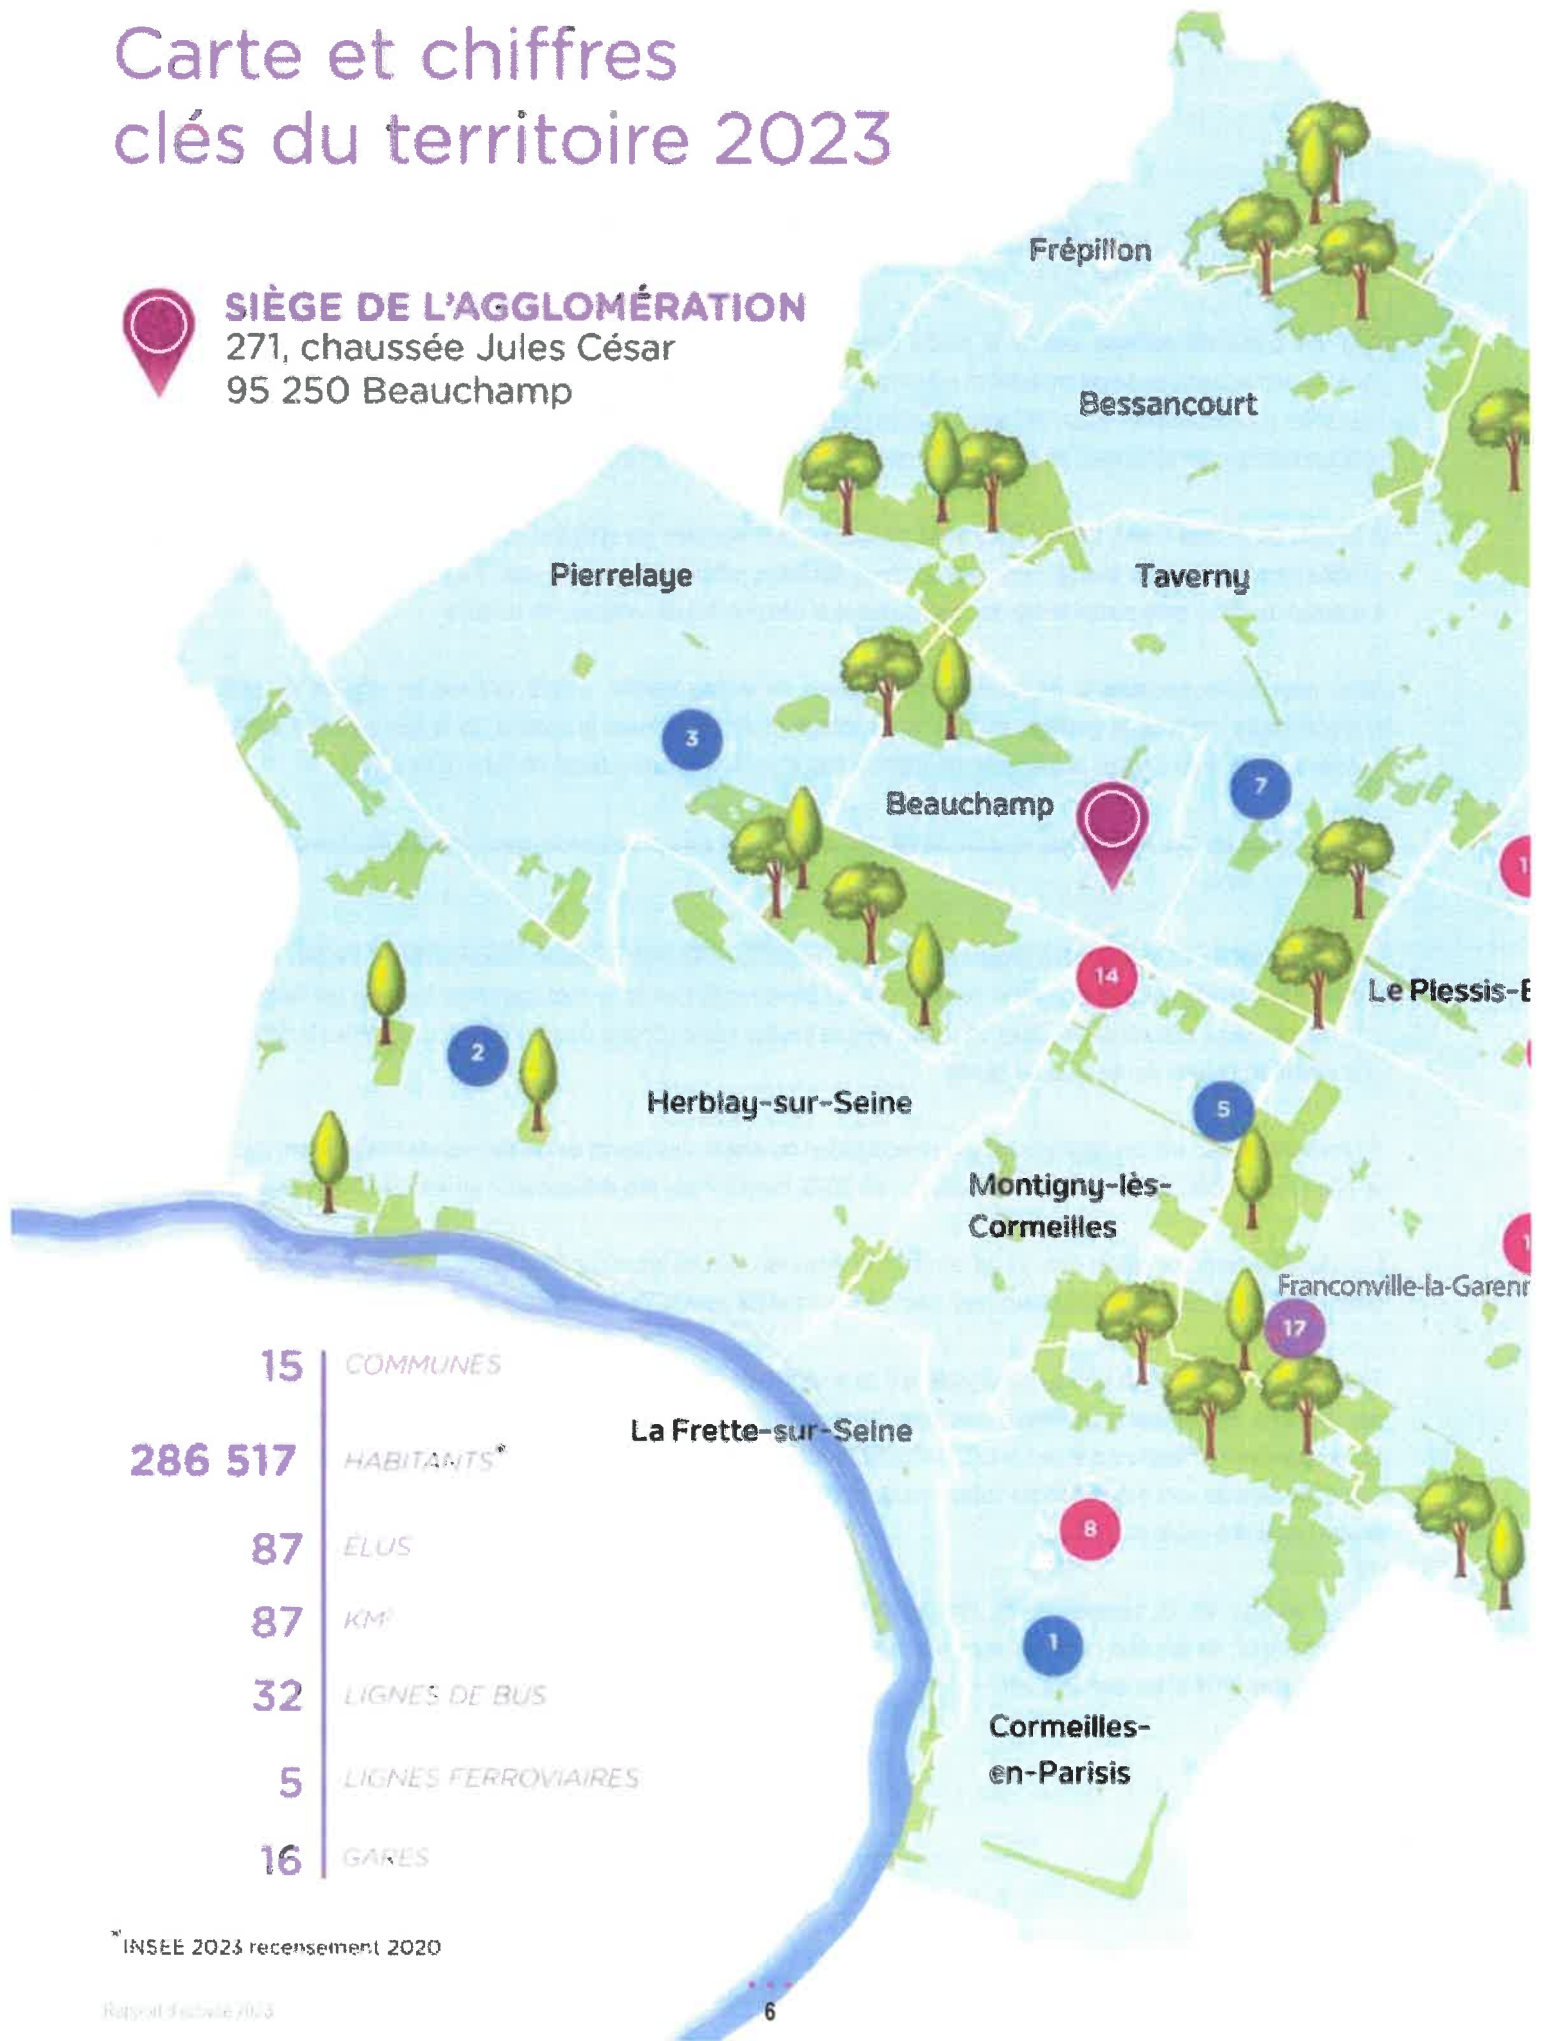 Carte et chiffres
clés du territoire 2023
SIÈGE DE L'AGGLOMÉRATION
271, chaussée Jules César
95 250 Beauchamp
Frépillon
Bessancourt
Pierrelaye
Taverny
3
7
Beauchamp
14
Le Plessis-
2
5
Herblay-sur-Seine
Montigny-lès-
Cormeilles
Franconville-la-Garenn
17
15 COMMUNES
286 517 HABITANTS*
87 ÉLUS
87 KM²
32 LIGNES DE BUS
5 LIGNES FERROVIAIRES
16 GARES
La Frette-sur-Seine
8
1
Cormeilles-
en-Parisis
*INSEE 2023 recensement 2020
Rapport d'activité 2023
6